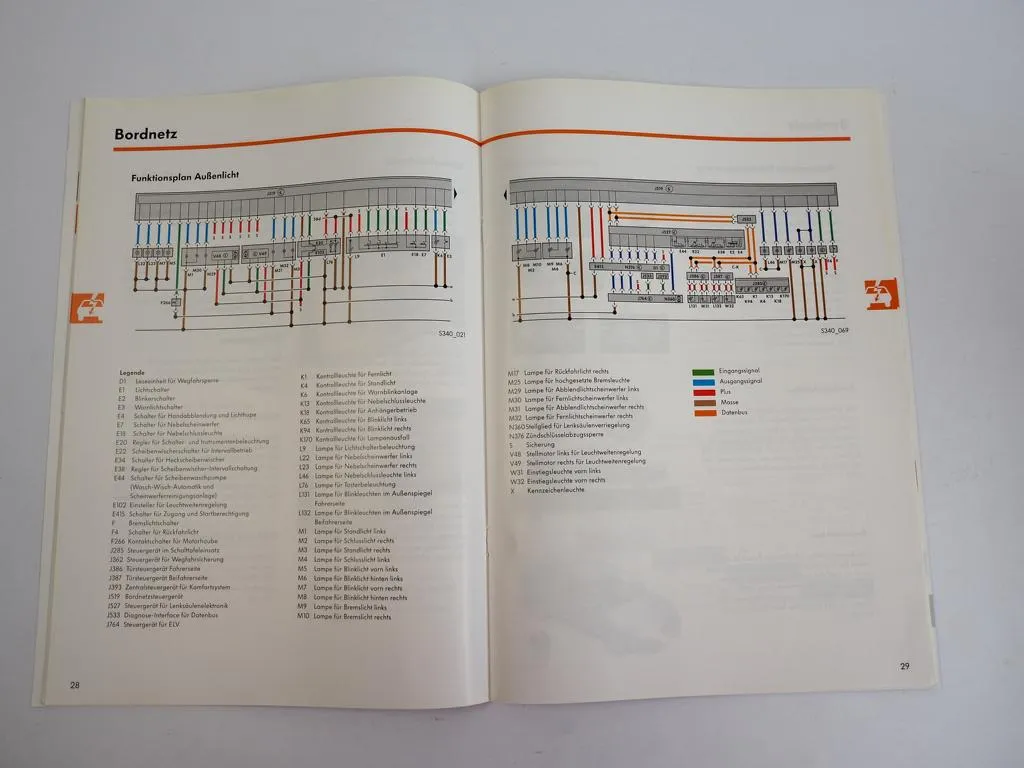 Bordnetz
Funktionsplan Außenlicht
J519
S340_021
Legende
D1 Leseeinheit für Wegfahrsperre
E1 Lichtschalter
E2 Blinkerschalter
E3 Warnlichtschalter
E4 Schalter für Handabblendung und Lichthupe
E7 Schalter für Nebelscheinwerfer
E18 Schalter für Nebelschlussleuchte
E20 Regler für Schalter- und Instrumentenbeleuchtung
E22 Scheibenwischerschalter für Intervallbetrieb
E34 Schalter für Heckscheibenwischer
E38 Regler für Scheibenwischer-Intervallschaltung
E44 Schalter für Scheibenwaschpumpe
(Wasch-Wisch-Automatik und
Scheinwerferreinigungsanlage)
E102 Einsteller für Leuchtweitenregelung
E415 Schalter für Zugang und Startberechtigung
F Bremslichtschalter
F4 Schalter für Rückfahrlicht
F266 Kontaktschalter für Motorhaube
J285 Steuergerät im Schalttafeleinsatz
J362 Steuergerät für Wegfahrsicherung
J386 Türsteuergerät Fahrerseite
J387 Türsteuergerät Beifahrerseite
J393 Zentralsteuergerät für Komfortsystem
J519 Bordnetzsteuergerät
J527 Steuergerät für Lenksäulenelektronik
J533 Diagnose-Interface für Datenbus
J764 Steuergerät für ELV
K1 Kontrollleuchte für Fernlicht
K4 Kontrollleuchte für Standlicht
K6 Kontrollleuchte für Warnblinkanlage
K13 Kontrollleuchte für Nebelschlussleuchte
K18 Kontrollleuchte für Anhängerbetrieb
K65 Kontrollleuchte für Blinklicht links
K94 Kontrollleuchte für Blinklicht rechts
K170 Kontrollleuchte für Lampenausfall
L9 Lampe für Lichtschalterbeleuchtung
L22 Lampe für Nebelscheinwerfer links
L23 Lampe für Nebelscheinwerfer rechts
L46 Lampe für Nebelschlussleuchte links
L76 Lampe für Tasterbeleuchtung
L131 Lampe für Blinkleuchten im Außenspiegel
Fahrerseite
L132 Lampe für Blinkleuchten im Außenspiegel
Beifahrerseite
M1 Lampe für Standlicht links
M2 Lampe für Schlusslicht rechts
M3 Lampe für Standlicht rechts
M4 Lampe für Schlusslicht links
M5 Lampe für Blinklicht vorn links
M6 Lampe für Blinklicht hinten links
M7 Lampe für Blinklicht vorn rechts
M8 Lampe für Blinklicht hinten rechts
M9 Lampe für Bremslicht links
M10 Lampe für Bremslicht rechts
28
J519
J533
J527
S340_069
M17 Lampe für Rückfahrlicht rechts
M25 Lampe für hochgesetzte Bremsleuchte
M29 Lampe für Abblendlichtscheinwerfer links
M30 Lampe für Fernlichtscheinwerfer links
M31 Lampe für Abblendlichtscheinwerfer rechts
M32 Lampe für Fernlichtscheinwerfer rechts
N360 Stellglied für Lenksäulenverriegelung
N376 Zündschlüsselabzugssperre
S Sicherung
V48 Stellmotor links für Leuchtweitenregelung
V49 Stellmotor rechts für Leuchtweitenregelung
W31 Einstiegsleuchte vorn links
W32 Einstiegsleuchte vorn rechts
X Kennzeichenleuchte
Eingangssignal
Ausgangssignal
Plus
Masse
Datenbus
29